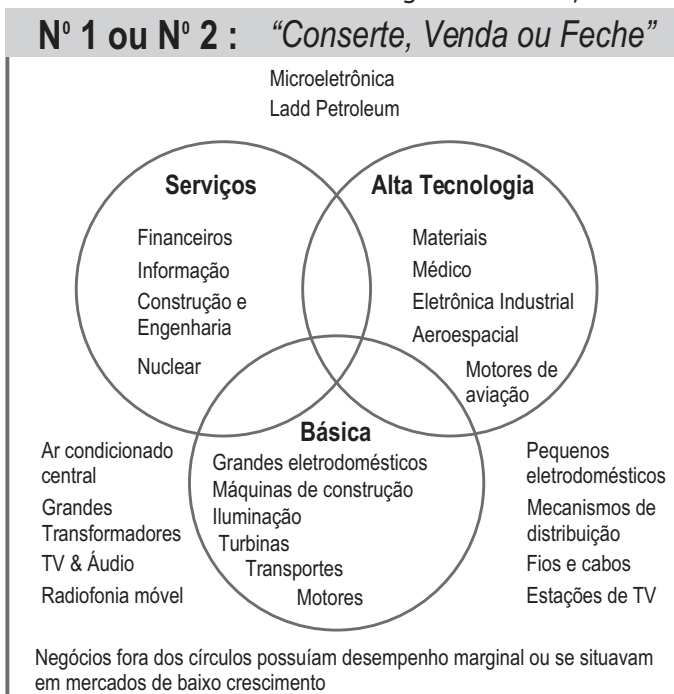 Nº 1 ou Nº 2 : “Conserte, Venda ou Feche”
Microeletrônica
Ladd Petroleum
Serviços
Financeiros
Informação
Construção e
Engenharia
Nuclear
Alta Tecnologia
Materiais
Médico
Eletrônica Industrial
Aeroespacial
Motores de
aviação
Básica
Grandes eletrodomésticos
Máquinas de construção
Iluminação
Turbinas
Transportes
Motores
Ar condicionado
central
Grandes
Transformadores
TV & Áudio
Radiofonia móvel
Pequenos
eletrodomésticos
Mecanismos de
distribuição
Fios e cabos
Estações de TV
Negócios fora dos círculos possuíam desempenho marginal ou se situavam
em mercados de baixo crescimento